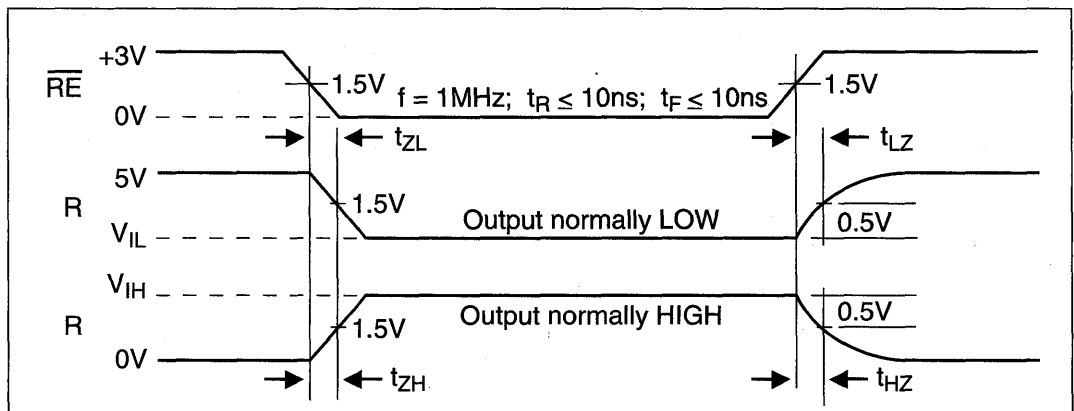 +3V
RE
1.5V
f = 1MHz; tR ≤ 10ns; tF ≤ 10ns
1.5V
0V
tZL
tLZ
5V
R
1.5V
Output normally LOW
0.5V
VIL
VIH
R
1.5V
Output normally HIGH
0.5V
0V
tZH
tHZ